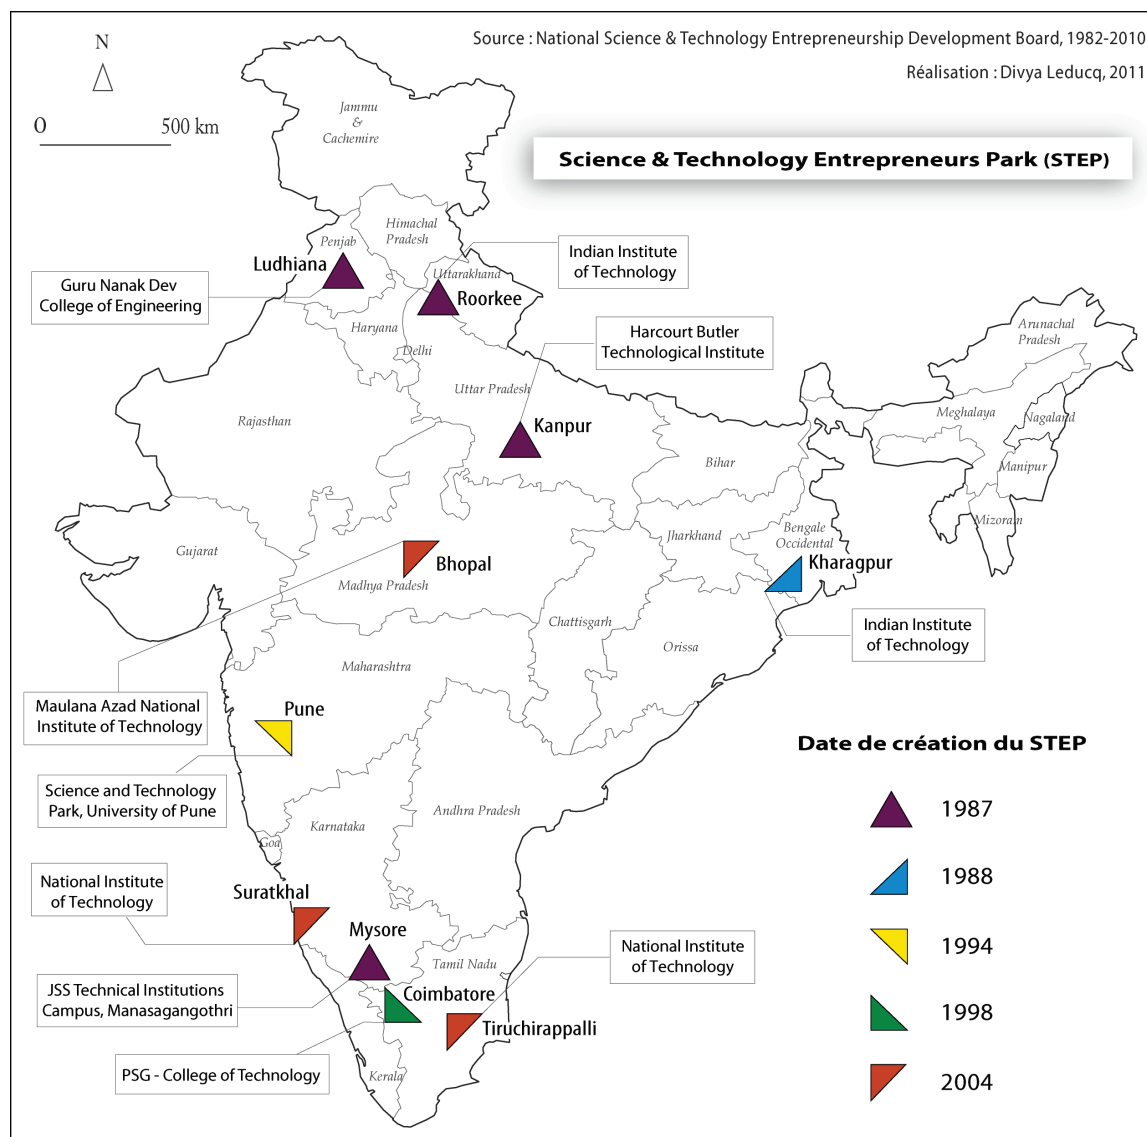 N
Source : National Science & Technology Entrepreneurship Development Board, 1982-2010
Réalisation : Divya Leducq, 2011
O 500 km
Science & Technology Entrepreneurs Park (STEP)
Jammu
&
Cachemire
Himachal
Pradesh
Penjab
Ludhiana
Guru Nanak Dev
College of Engineering
Indian Institute
of Technology
Uttarakhand
Roorkee
Haryana
Delhi
Harcourt Butler
Technological Institute
Uttar Pradesh
Kanpur
Rajasthan
Arunachal
Pradesh
Meghalaya
Nagaland
Manipur
Mizoram
Bihar
Jharkhand
Bengale
Occidental
Kharagpur
Indian Institute
of Technology
Gujarat
Bhopal
Madhya Pradesh
Chattisgarh
Orissa
Maharashtra
Maulana Azad National
Institute of Technology
Pune
Science and Technology
Park, University of Pune
Karnataka
Andhra Pradesh
Goa
National Institute
of Technology
Suratkhal
Mysore
JSS Technical Institutions
Campus, Manasagangothri
Tamil Nadu
National Institute
of Technology
Coimbatore
Tiruchirappalli
PSG - College of Technology
Kerala
Date de création du STEP
1987
1988
1994
1998
2004